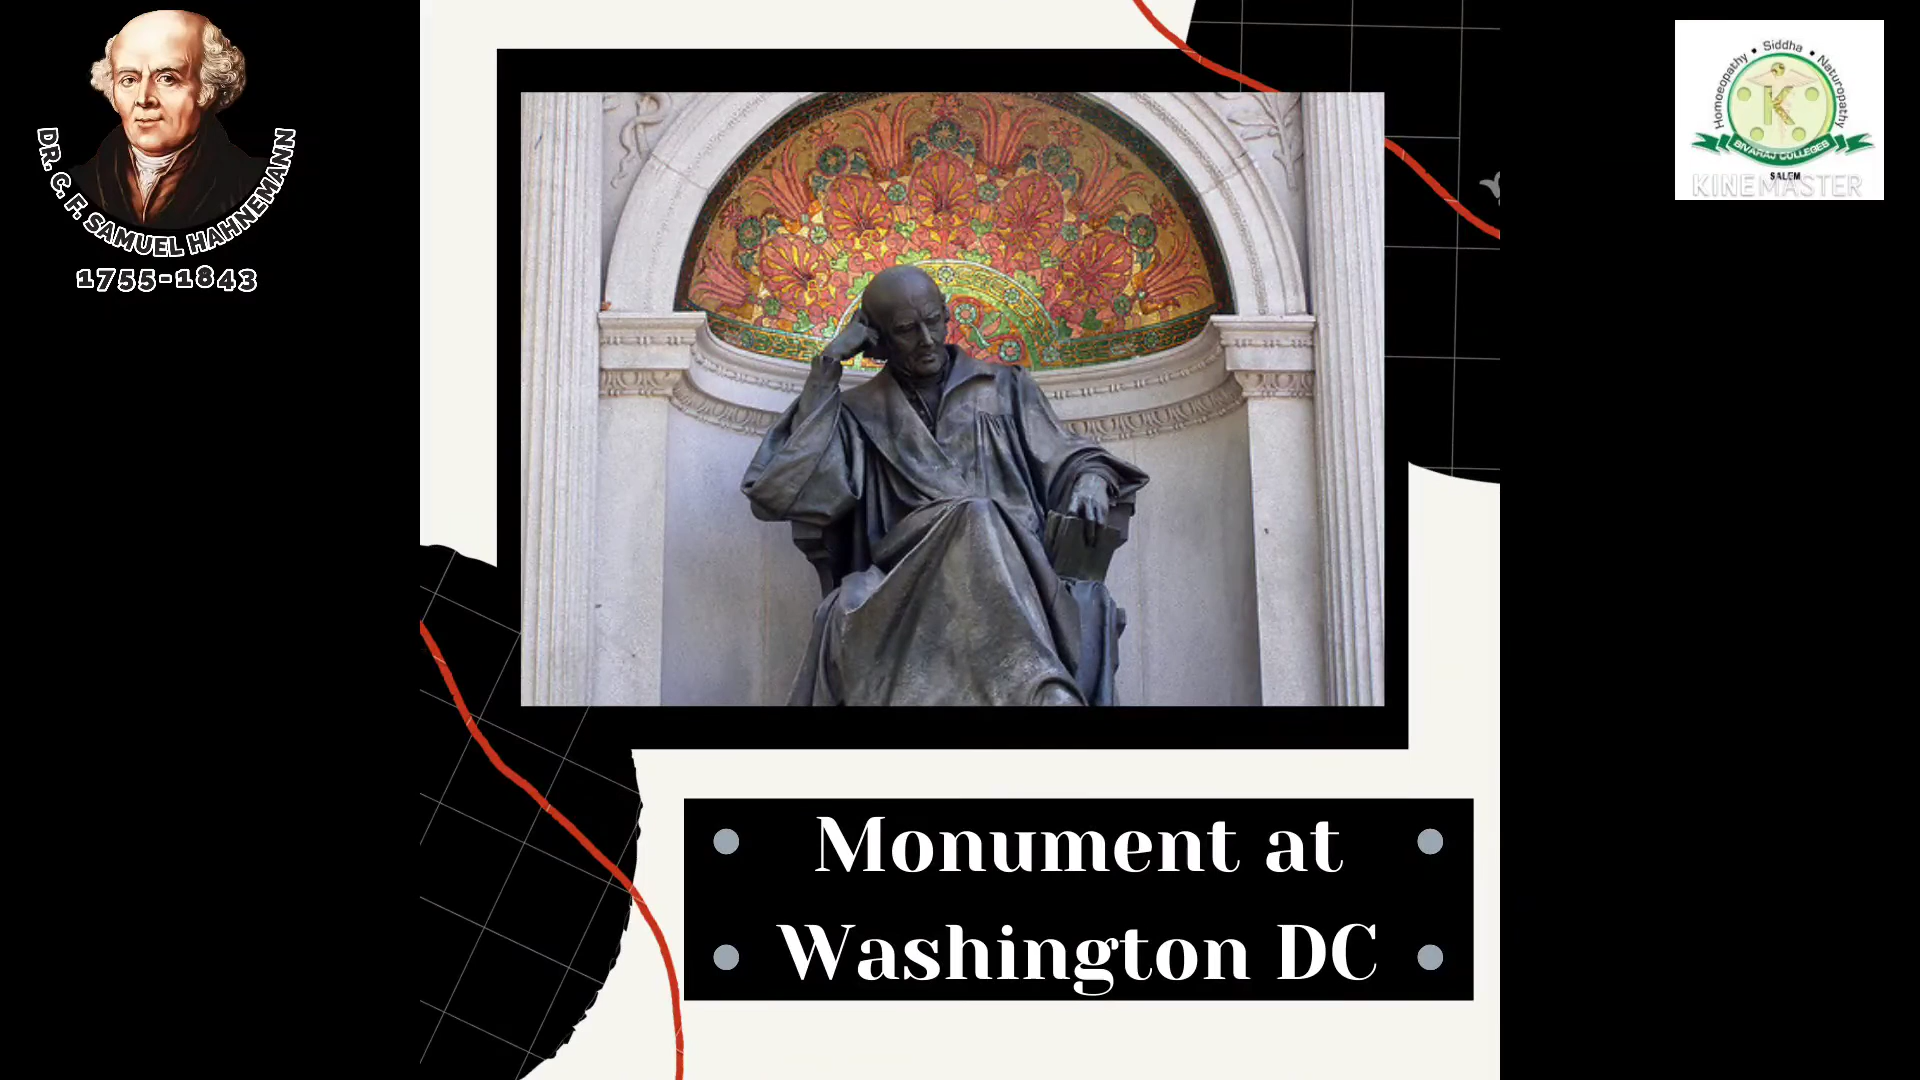 DR. C. F. SAMUEL HAHNEMANN
1755-1843
Homoeopathy • Siddha • Naturopathy
K
SIVARAJ COLLEGES
SALEM
KINEMASTER
Monument at
Washington DC